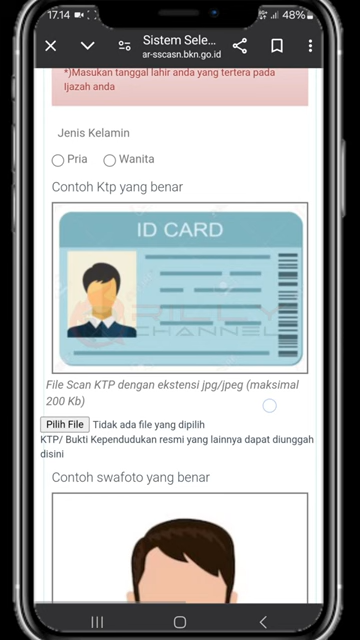 17.14
48%
Sistem Sele...
ar-sscasn.bkn.go.id
*)Masukan tanggal lahir anda yang tertera pada
Ijazah anda
Jenis Kelamin
Pria Wanita
Contoh Ktp yang benar
ID CARD
CHANNEL
File Scan KTP dengan ekstensi jpg/jpeg (maksimal
200 Kb)
Pilih File Tidak ada file yang dipilih
KTP/ Bukti Kependudukan resmi yang lainnya dapat diunggah
disini
Contoh swafoto yang benar